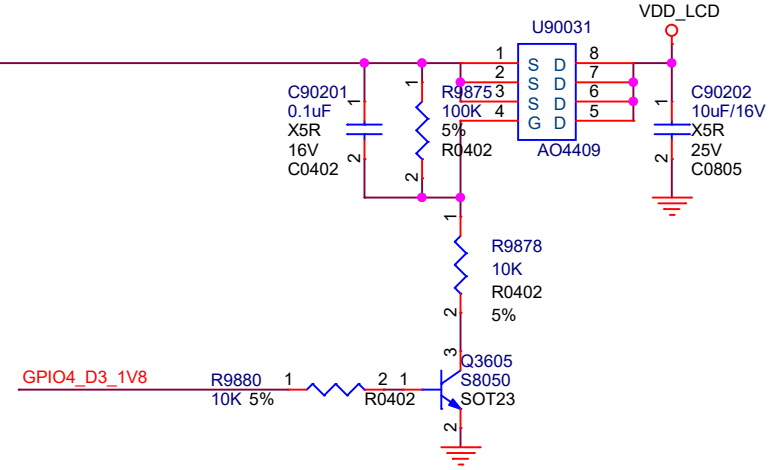 VDD_LCD
U90031
1 S D 8
2 S D 7
3 S D 6
4 G D 5
AO4409
C90201
0.1uF
X5R
16V
C0402
1
2
R9875
100K
5%
R0402
1
2
C90202
10uF/16V
X5R
25V
C0805
1
2
R9878
10K
R0402
5%
1
2
GPIO4_D3_1V8
R9880
10K 5%
1 2
R0402
1
3
2
Q3605
S8050
SOT23